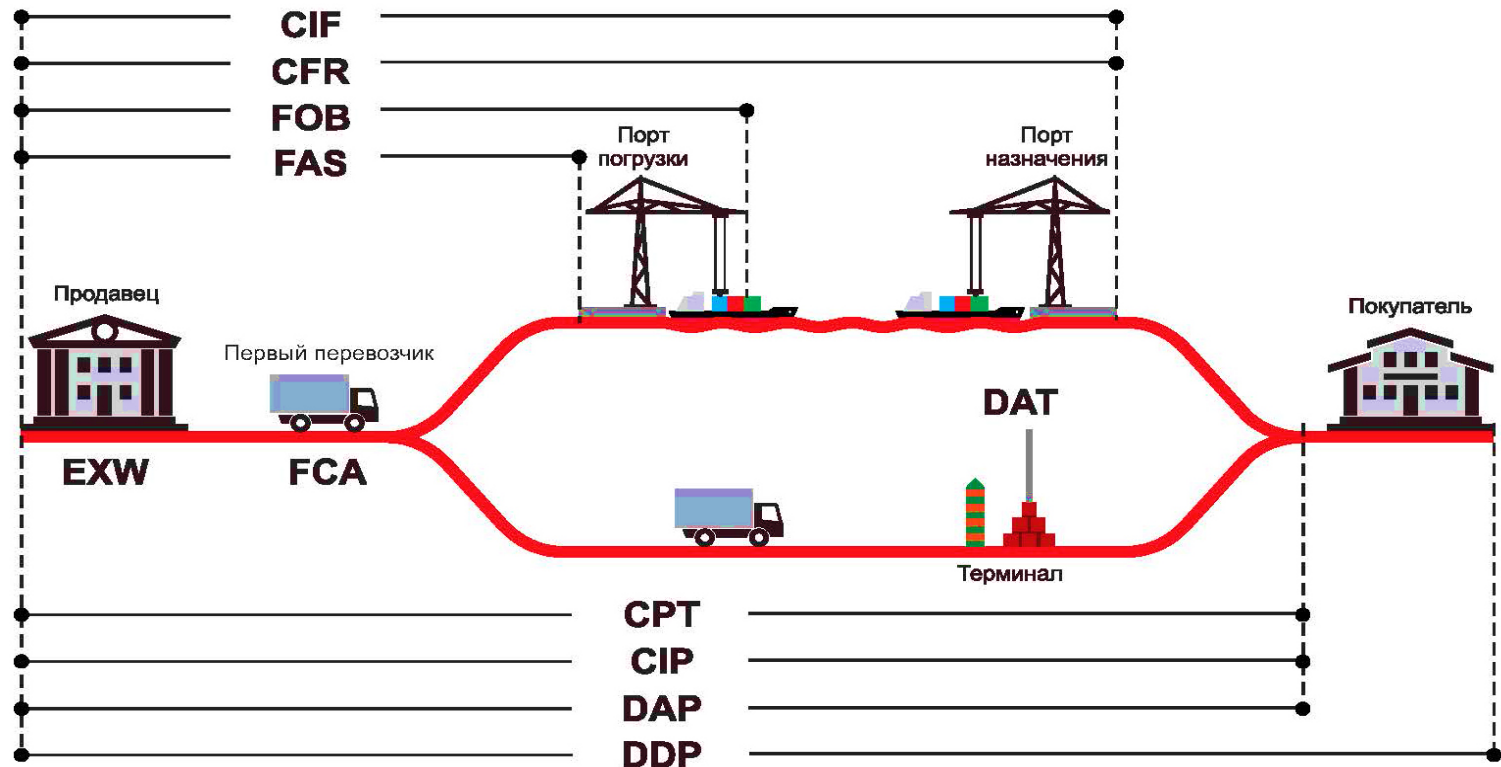 CIF
CFR
FOB
FAS
Порт
погрузки
Порт
назначения
Продавец
Первый перевозчик
Покупатель
DAT
EXW
FCA
Терминал
CPT
CIP
DAP
DDP